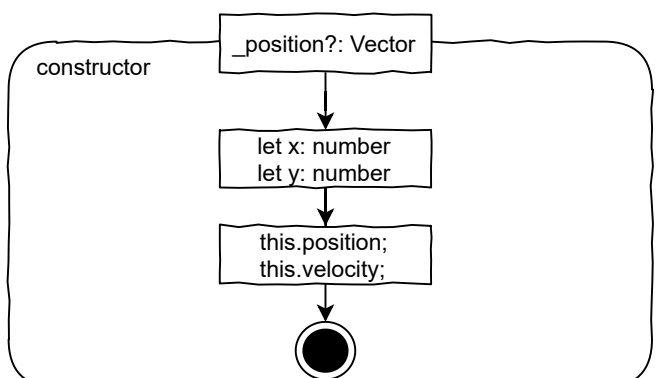 _position?: Vector
constructor
let x: number
let y: number
this.position;
this.velocity;